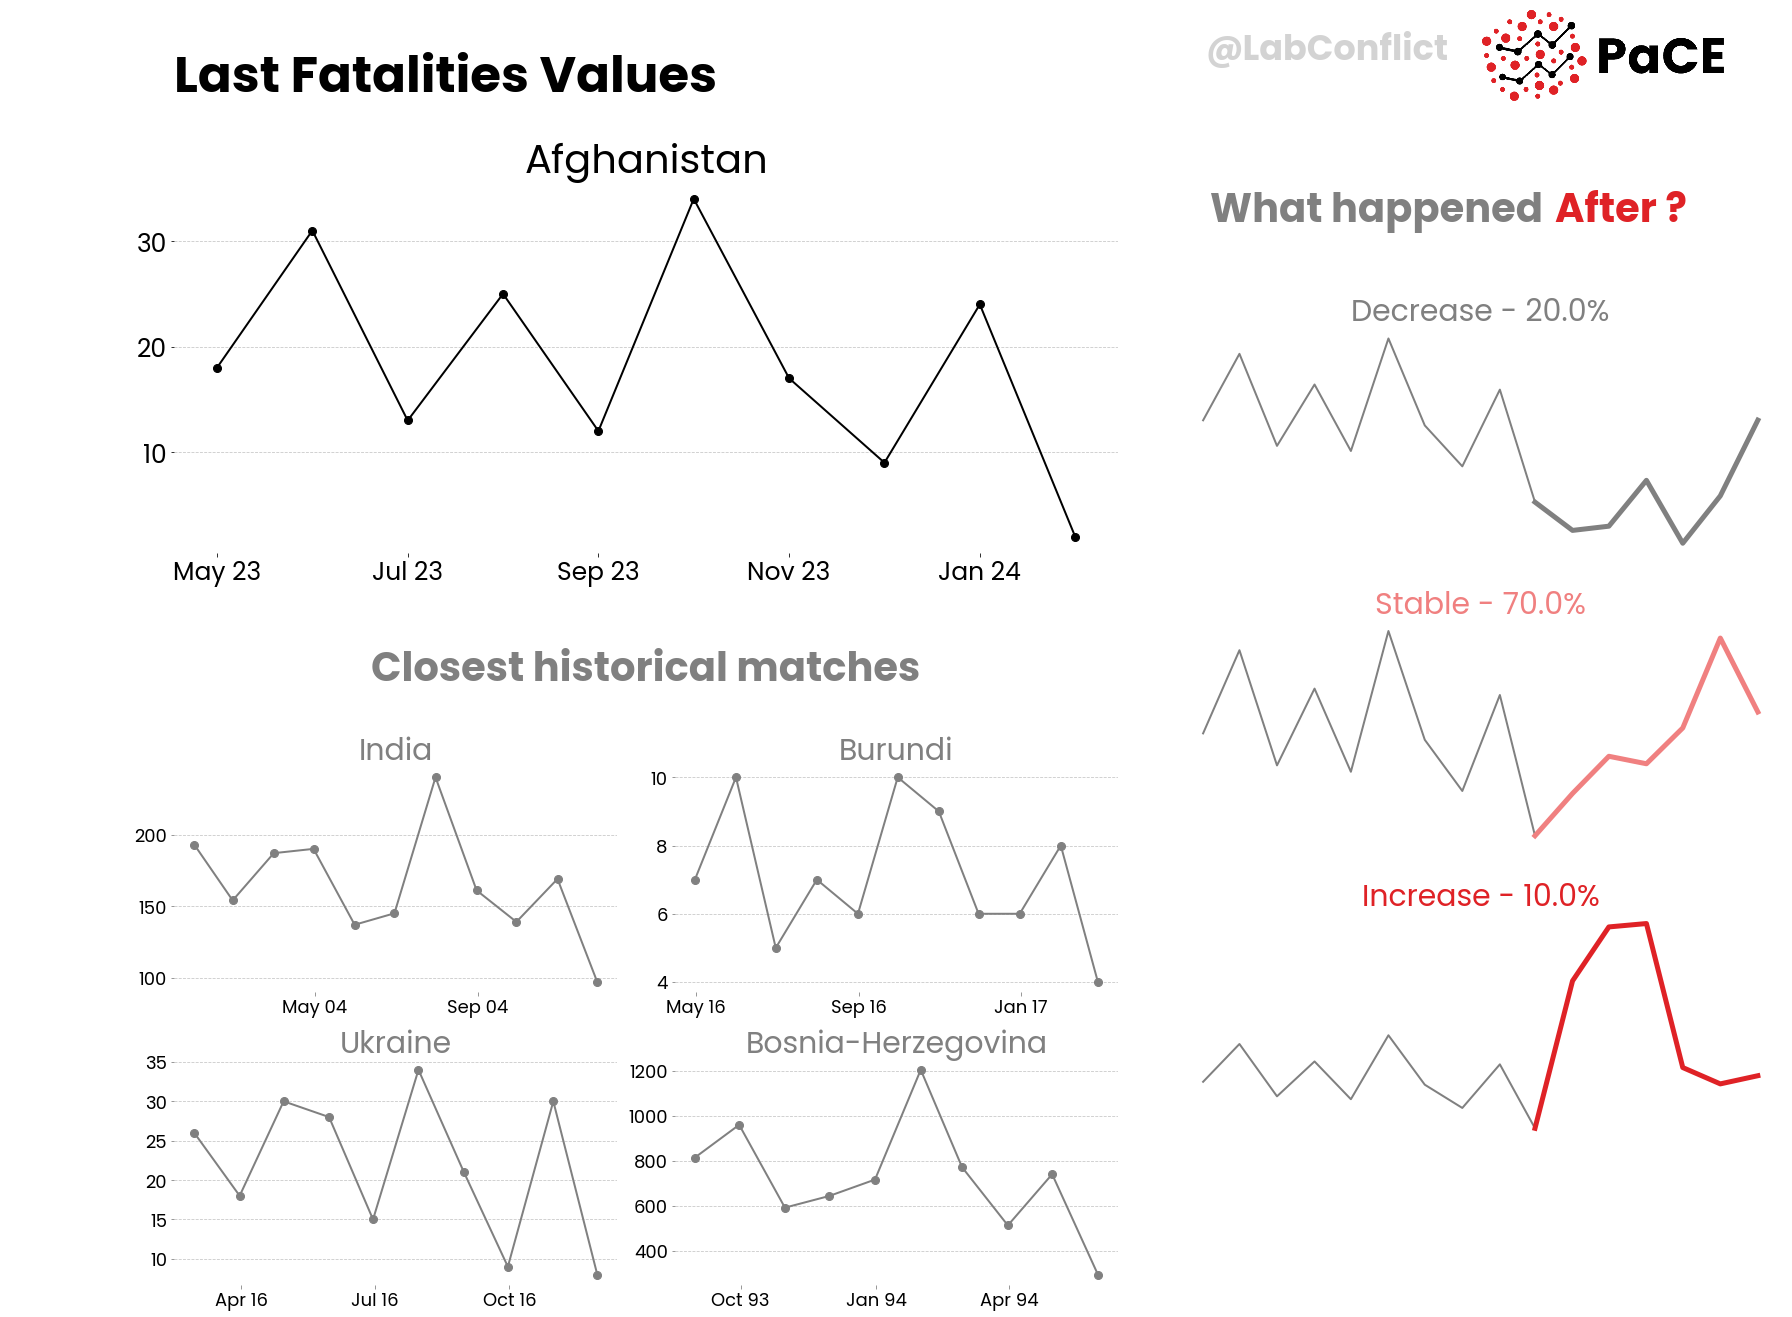 @LabConflict
PaCE
Last Fatalities Values
Afghanistan
30
20
10
May 23 Jul 23 Sep 23 Nov 23 Jan 24
What happened After ?
Decrease - 20.0%
Stable - 70.0%
Increase - 10.0%
Closest historical matches
India
200
150
100
May 04 Sep 04
Burundi
10
8
6
4
May 16 Sep 16 Jan 17
Ukraine
35
30
25
20
15
10
Apr 16 Jul 16 Oct 16
Bosnia-Herzegovina
1200
1000
800
600
400
Oct 93 Jan 94 Apr 94